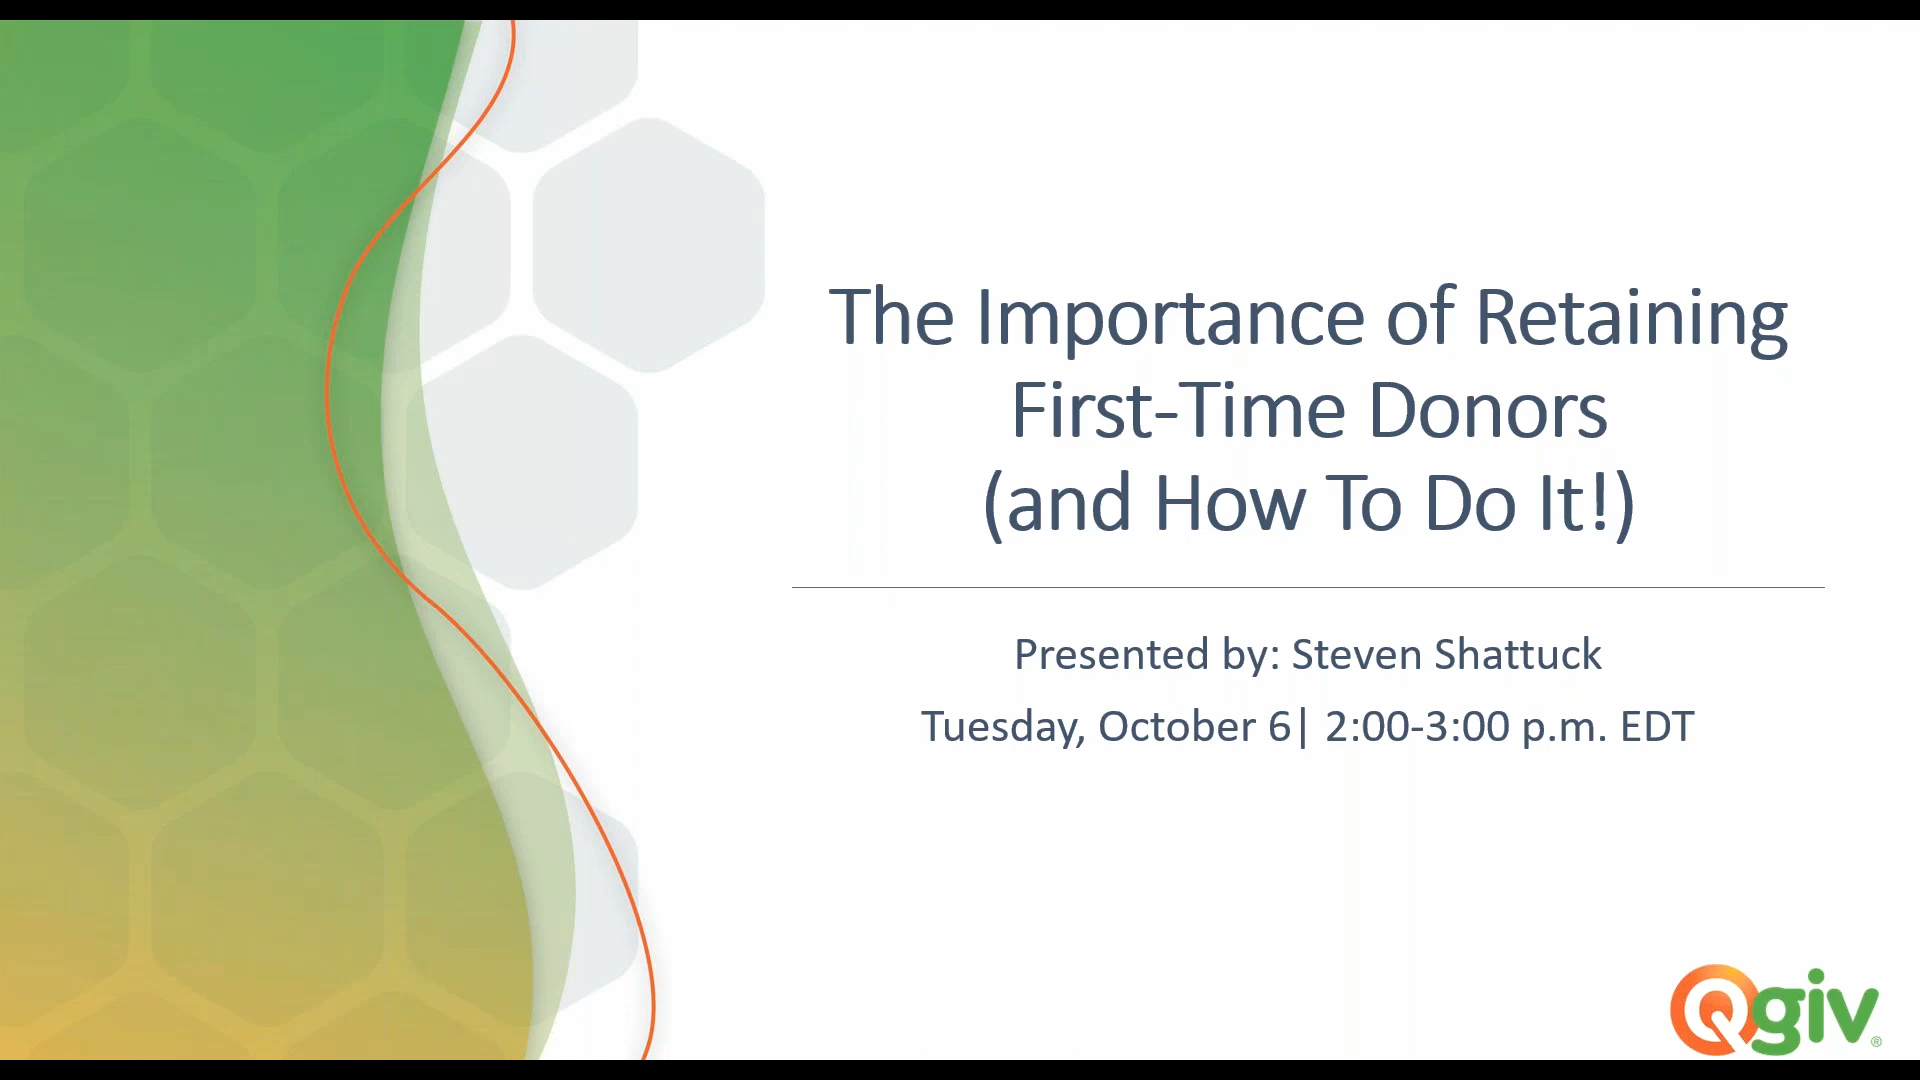 The Importance of Retaining
First-Time Donors
(and How To Do It!)
Presented by: Steven Shattuck
Tuesday, October 6| 2:00-3:00 p.m. EDT
Qgiv®